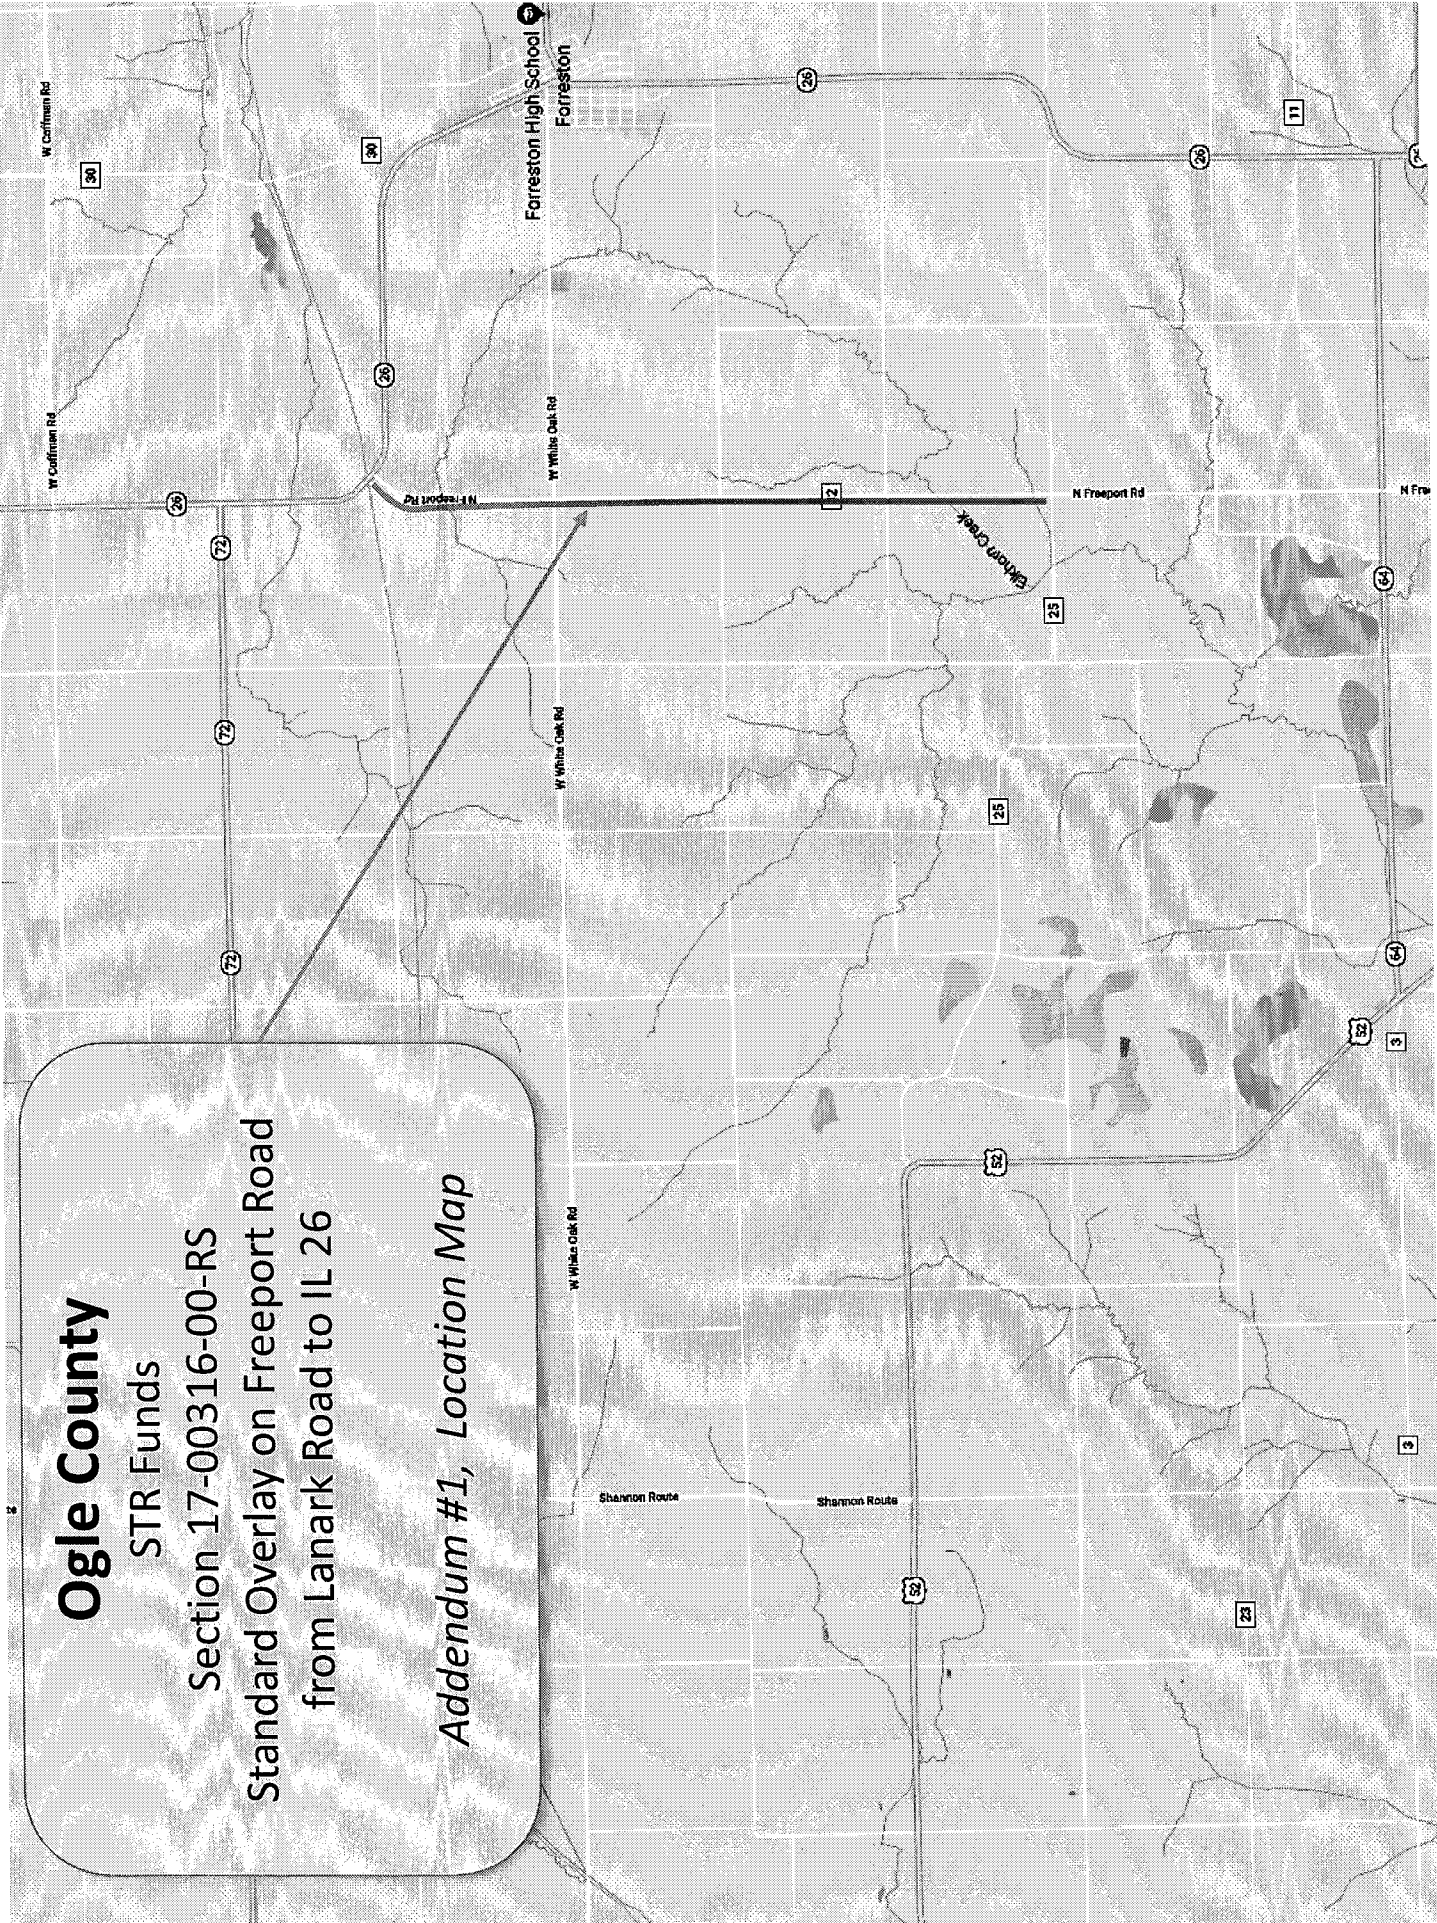 Ogle County
STR Funds
Section 17-00316-00-RS
Standard Overlay on Freeport Road
from Lanark Road to IL 26
Addendum #1, Location Map
W Coffman Rd
W Coffman Rd
30
30
Forreston High School
Forreston
26
26
26
26
11
72
72
72
N Freeport Rd
W White Oak Rd
W White Oak Rd
W White Oak Rd
2
N Freeport Rd
Elkhorn Creek
25
25
64
64
52
52
52
3
3
Shannon Route
Shannon Route
23